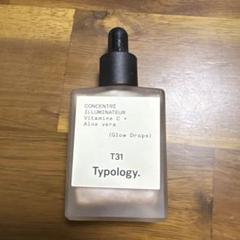 CONCENTRÉ
ILLUMINATEUR
Vitamine C +
Aloe vera
(Glow Drops)
T31
Typology.